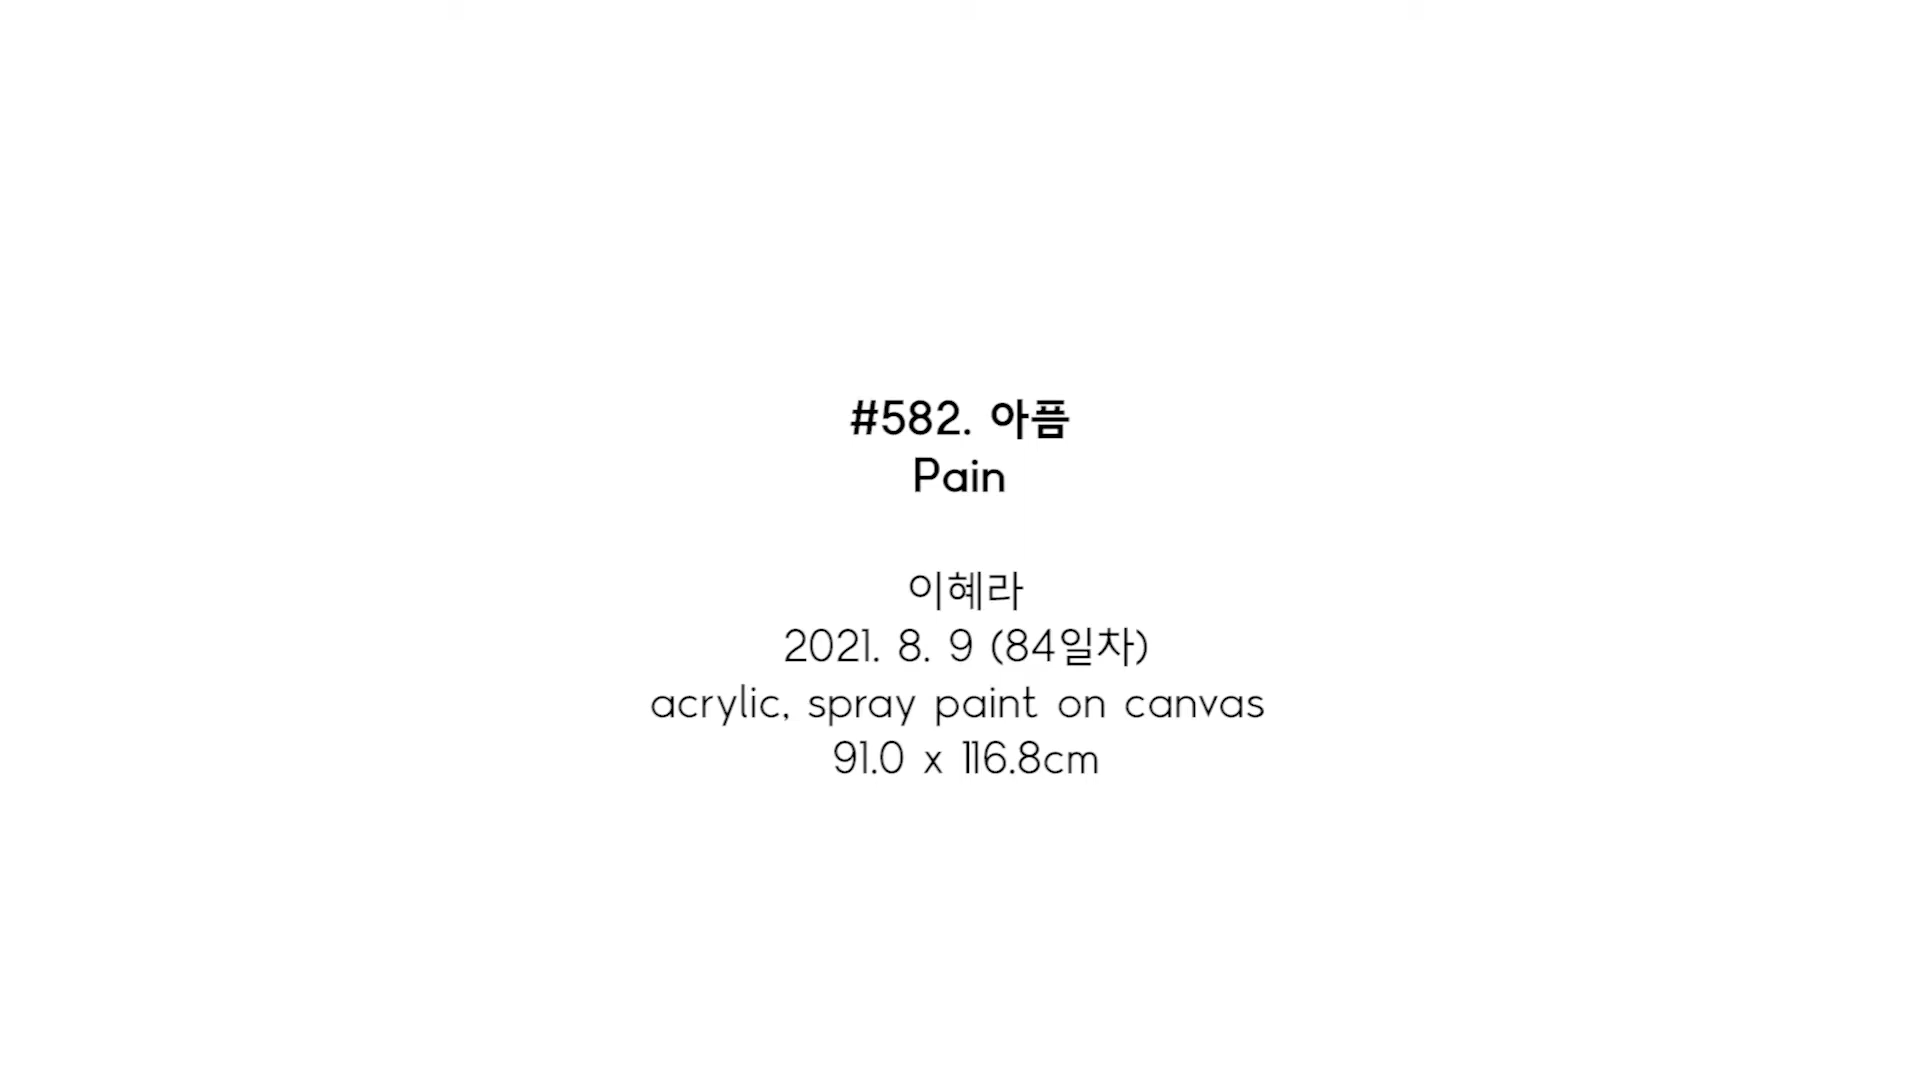 #582. 아픔
Pain
이혜라
2021. 8. 9 (84일차)
acrylic, spray paint on canvas
91.0 x 116.8cm